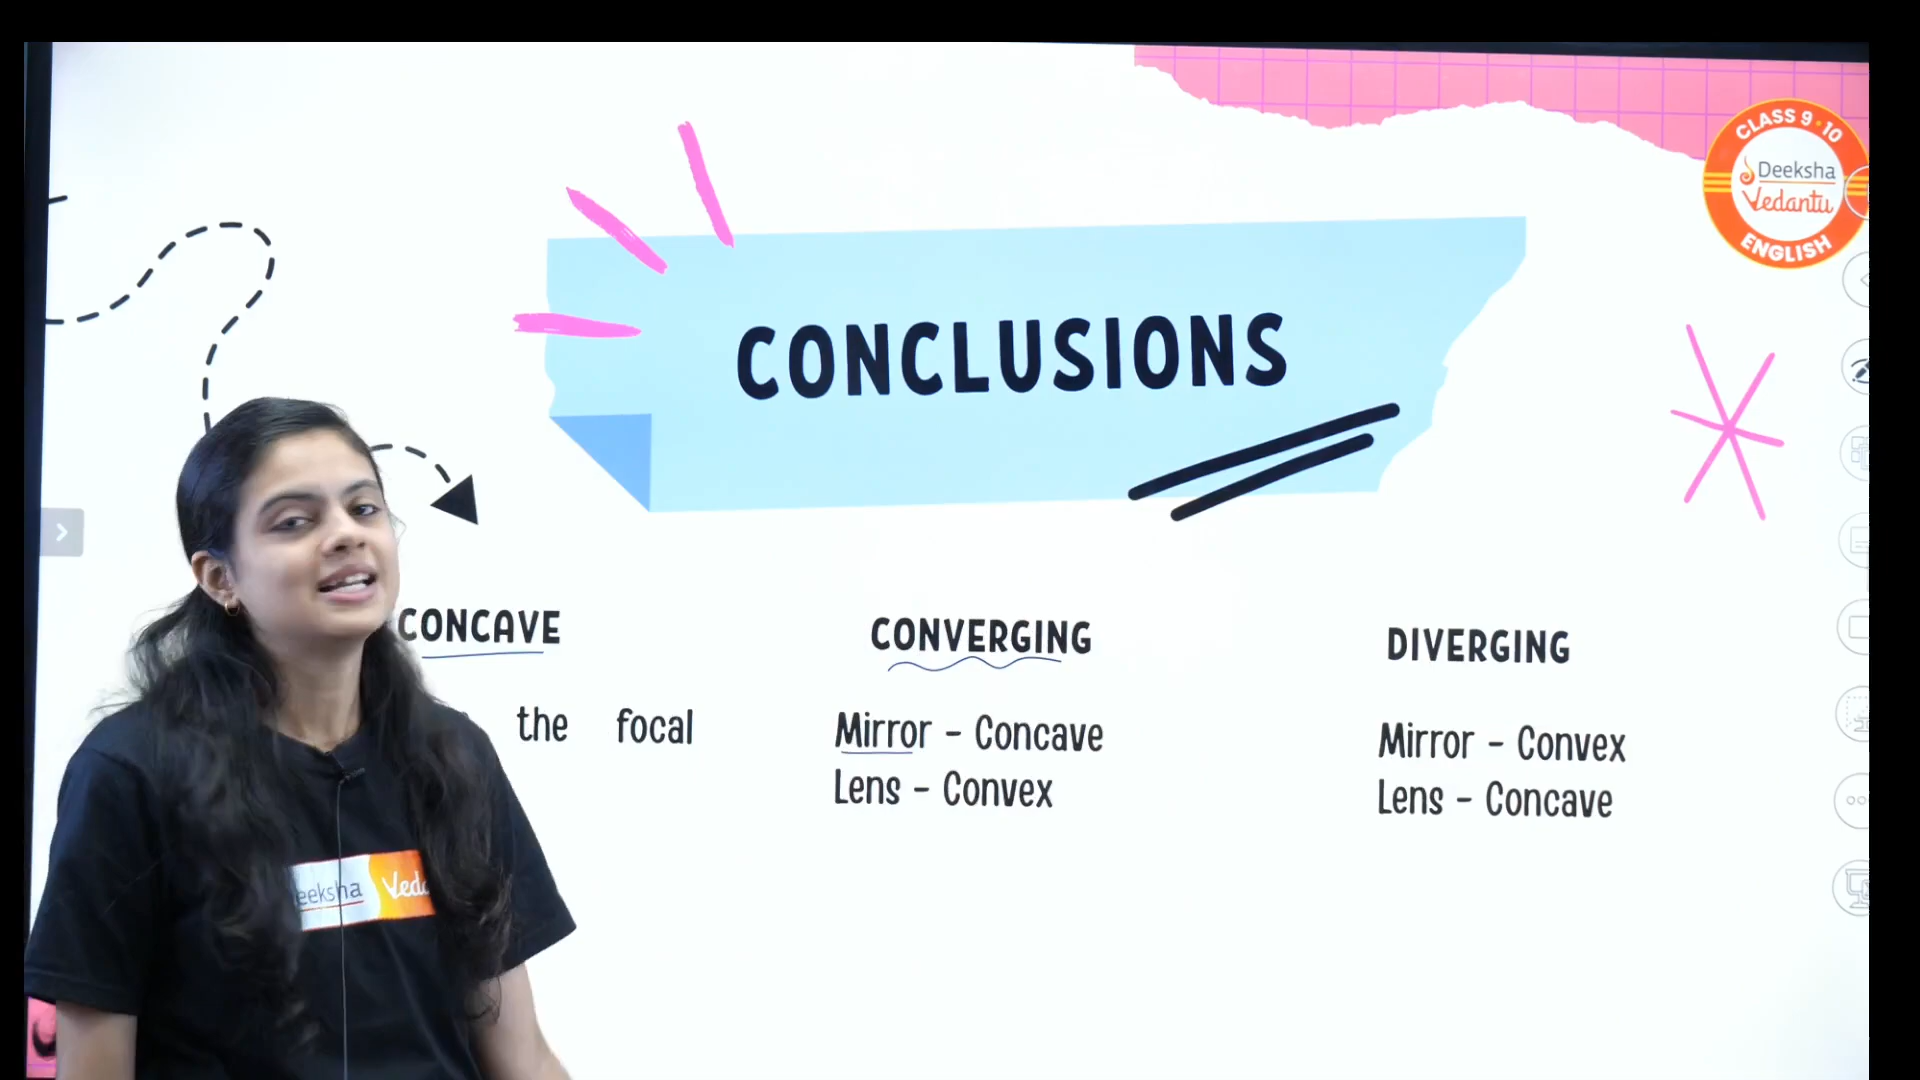 CLASS 9 • 10
Deeksha
Vedantu
ENGLISH
CONCLUSIONS
CONCAVE
CONVERGING
DIVERGING
the focal
Mirror - Concave
Lens - Convex
Mirror - Convex
Lens - Concave
eeksha